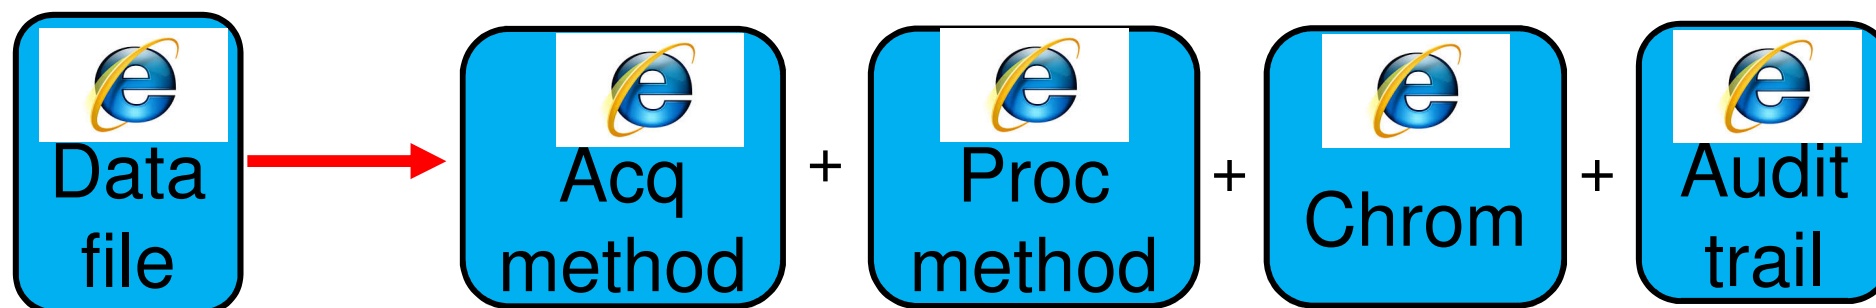 Data
file
Acq
method
+
Proc
method
+
Chrom
+
Audit
trail